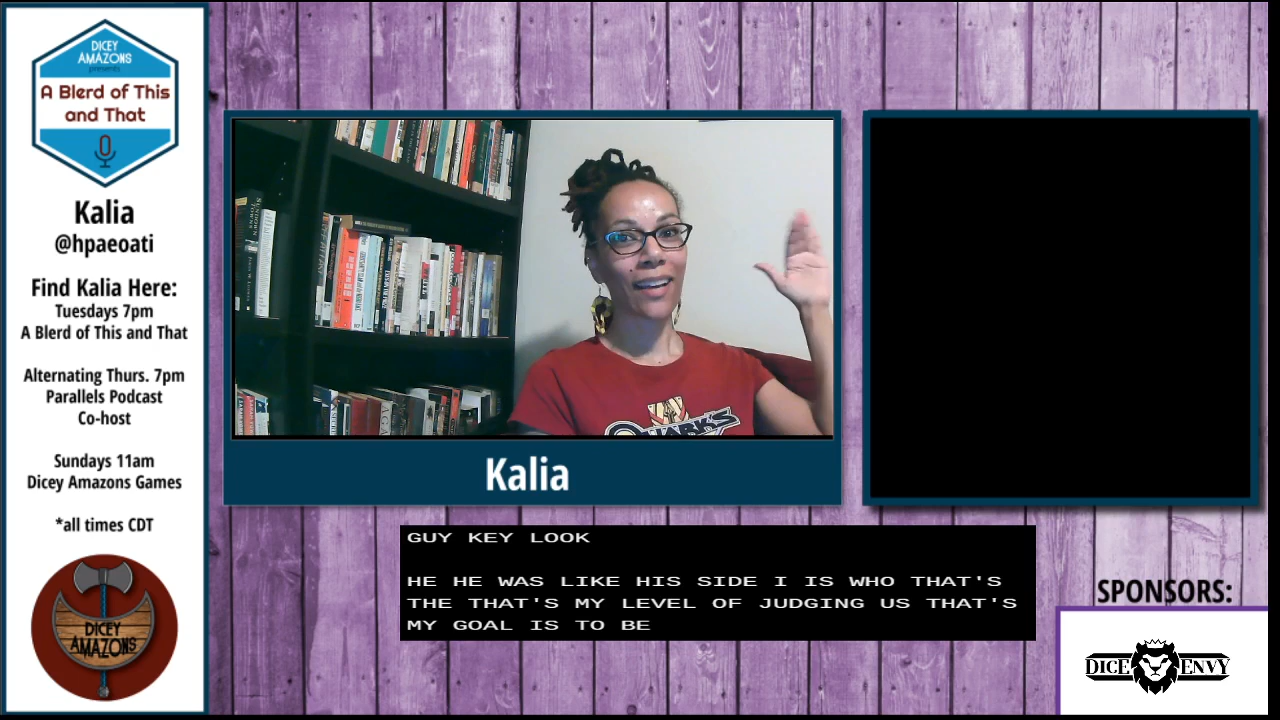 DICEY
AMAZONS
presents
A Blerd of This
and That
Kalia
@hpaeoati
Find Kalia Here:
Tuesdays 7pm
A Blerd of This and That
Alternating Thurs. 7pm
Parallels Podcast
Co-host
Sundays 11am
Dicey Amazons Games
*all times CDT
DICEY
AMAZONS
QUARK'S
Kalia
GUY KEY LOOK
HE HE WAS LIKE HIS SIDE I IS WHO THAT'S
THE THAT'S MY LEVEL OF JUDGING US THAT'S
MY GOAL IS TO BE
SPONSORS:
DICE ENVY